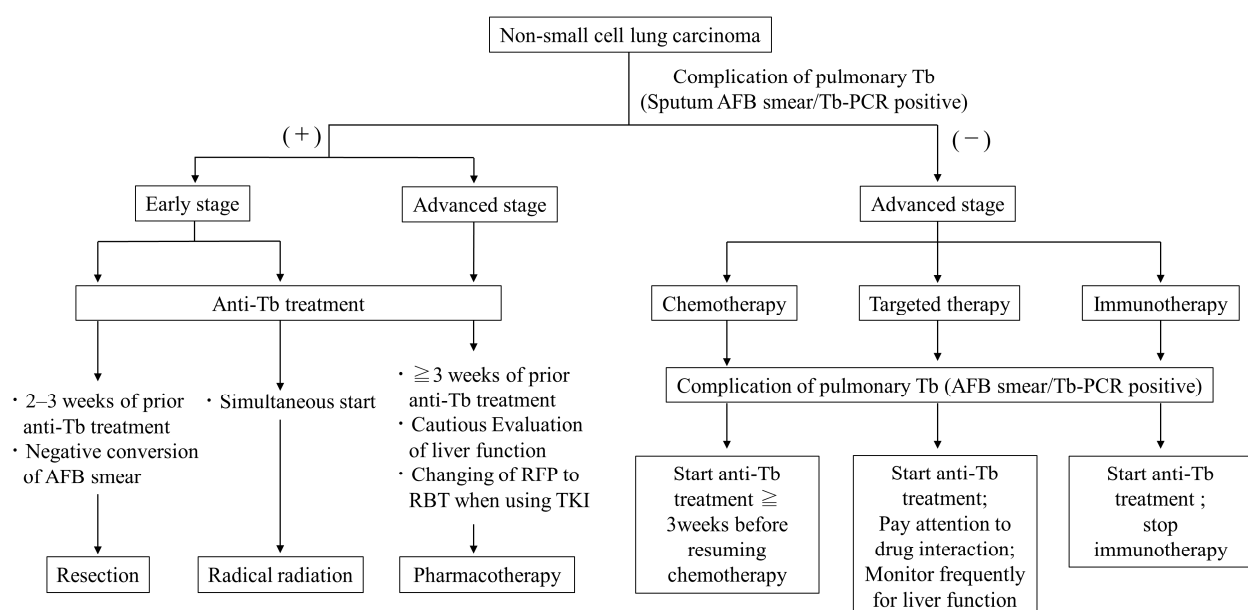 Non-small cell lung carcinoma
Complication of pulmonary Tb
(Sputum AFB smear/Tb-PCR positive)
(+)
(−)
Early stage
Advanced stage
Advanced stage
Anti-Tb treatment
Chemotherapy
Targeted therapy
Immunotherapy
・2–3 weeks of prior
anti-Tb treatment
・Negative conversion
of AFB smear
・Simultaneous start
・≧3 weeks of prior
anti-Tb treatment
・Cautious Evaluation
of liver function
・Changing of RFP to
RBT when using TKI
Complication of pulmonary Tb (AFB smear/Tb-PCR positive)
Resection
Radical radiation
Pharmacotherapy
Start anti-Tb
treatment ≧
3weeks before
resuming
chemotherapy
Start anti-Tb
treatment;
Pay attention to
drug interaction;
Monitor frequently
for liver function
Start anti-Tb
treatment ;
stop
immunotherapy